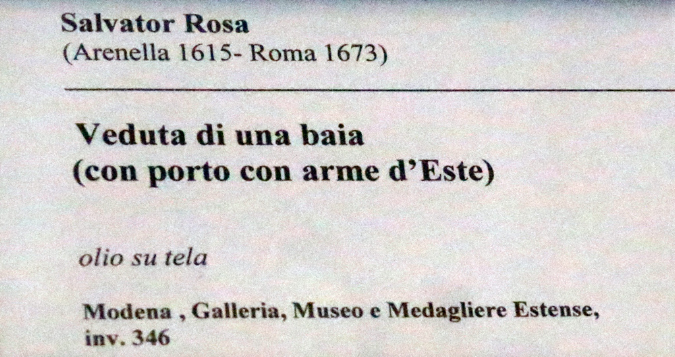 Salvator Rosa
(Arenella 1615- Roma 1673)
Veduta di una baia
(con porto con arme d’Este)
olio su tela
Modena , Galleria, Museo e Medagliere Estense,
inv. 346